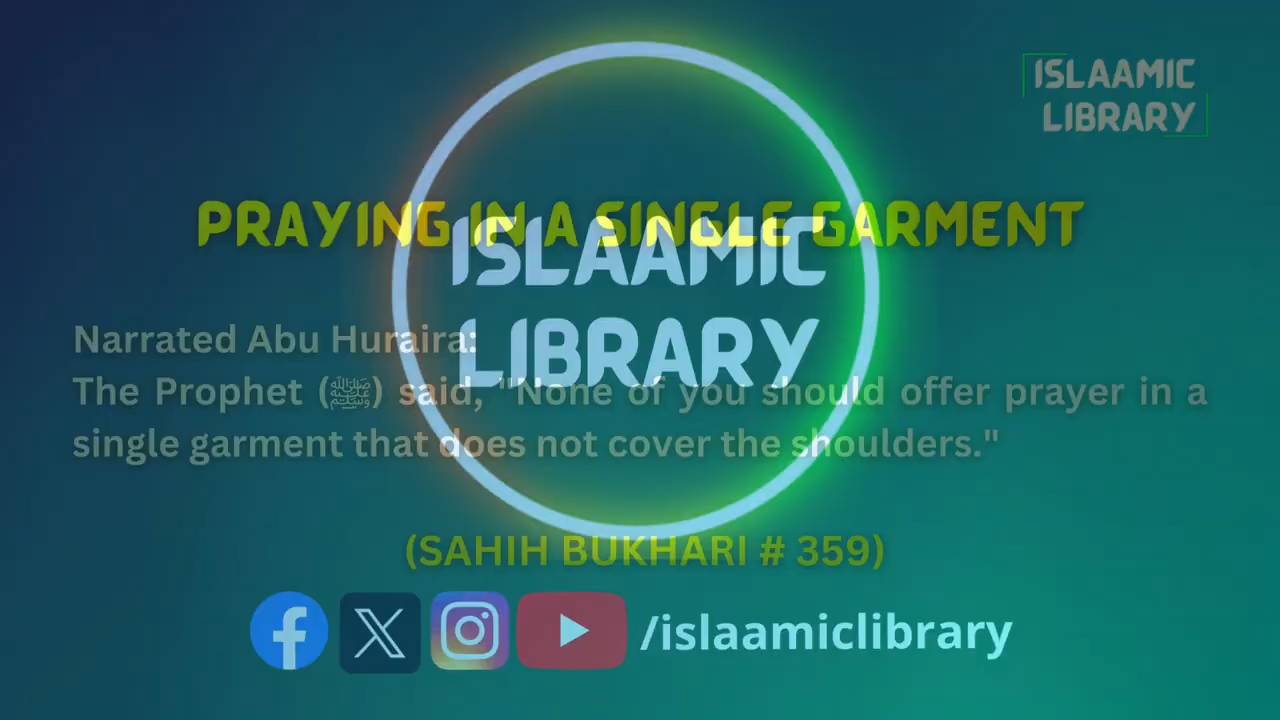 ISLAAMIC
LIBRARY
PRAYING IN A SINGLE GARMENT
ISLAAMIC
LIBRARY
Narrated Abu Huraira:
The Prophet (ﷺ) said, "None of you should offer prayer in a
single garment that does not cover the shoulders."
(SAHIH BUKHARI # 359)
/islaamiclibrary